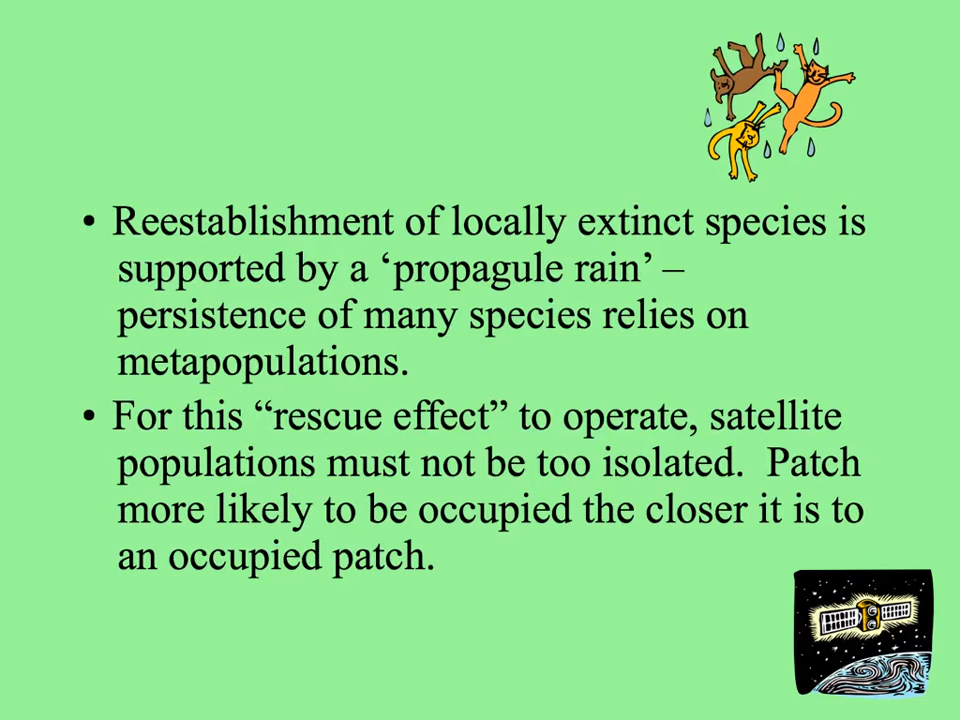 • Reestablishment of locally extinct species is
supported by a ‘propagule rain’ –
persistence of many species relies on
metapopulations.
• For this “rescue effect” to operate, satellite
populations must not be too isolated.  Patch
more likely to be occupied the closer it is to
an occupied patch.